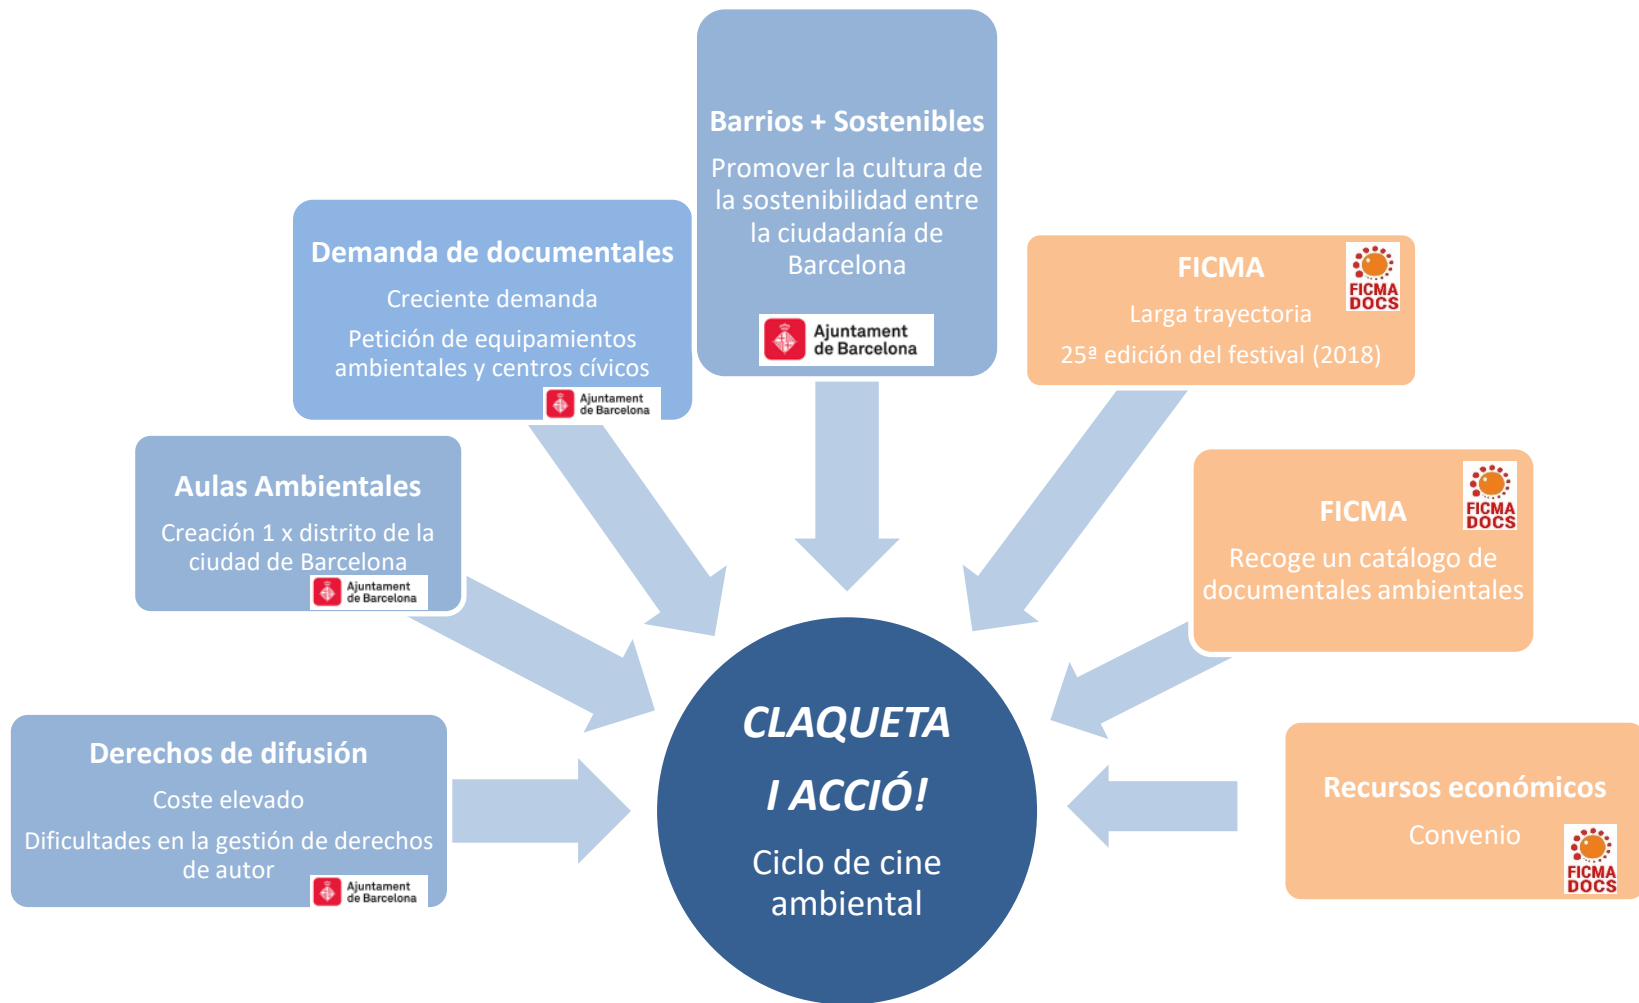 Barrios + Sostenibles
Promover la cultura de
la sostenibilidad entre
la ciudadanía de
Barcelona
Ajuntament
de Barcelona
Demanda de documentales
Creciente demanda
Petición de equipamientos
ambientales y centros cívicos
Ajuntament
de Barcelona
FICMA
Larga trayectoria
25ª edición del festival (2018)
FICMA
DOCS
Aulas Ambientales
Creación 1 x distrito de la
ciudad de Barcelona
Ajuntament
de Barcelona
FICMA
Recoge un catálogo de
documentales ambientales
FICMA
DOCS
Derechos de difusión
Coste elevado
Dificultades en la gestión de derechos
de autor
Ajuntament
de Barcelona
CLAQUETA
I ACCIÓ!
Ciclo de cine
ambiental
Recursos económicos
Convenio
FICMA
DOCS